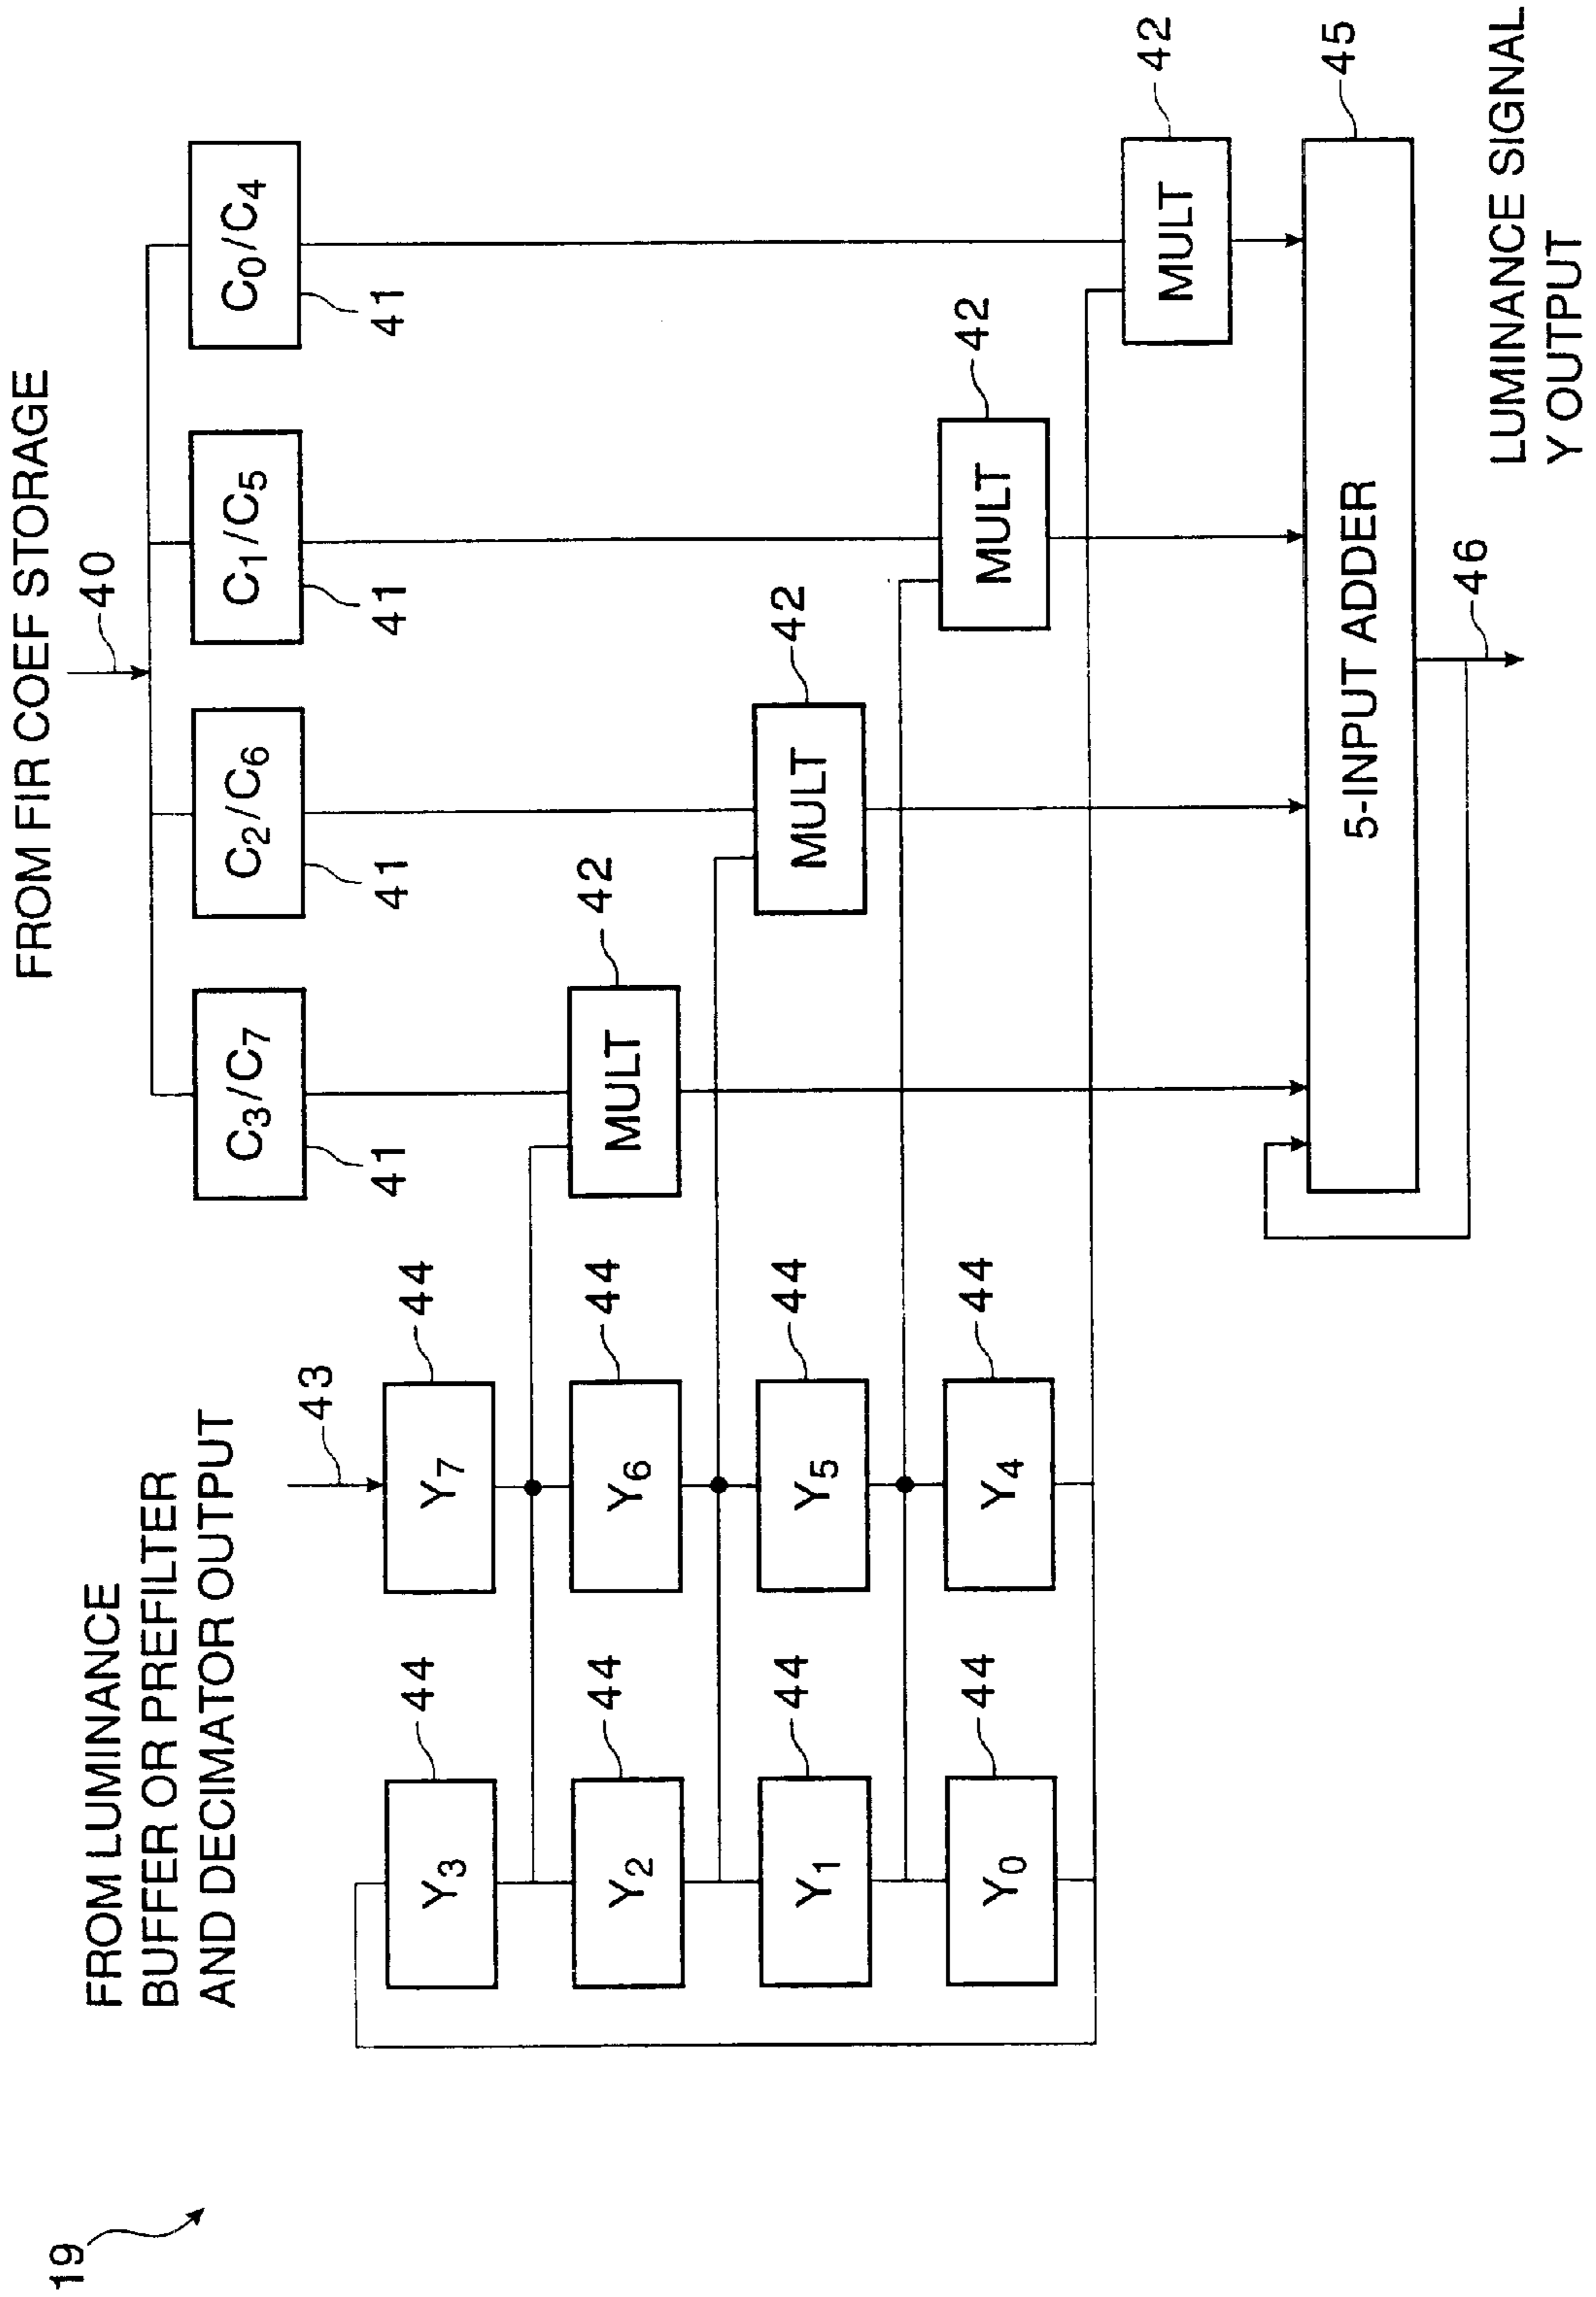 19
FROM LUMINANCE
BUFFER OR PREFILTER
AND DECIMATOR OUTPUT
43
FROM FIR COEF STORAGE
40
C3/C7
C2/C6
C1/C5
C0/C4
41
41
41
41
Y3
44
Y7
44
MULT
42
Y2
44
Y6
44
MULT
42
Y1
44
Y5
44
MULT
42
Y0
44
Y4
44
MULT
42
5-INPUT ADDER
45
46
LUMINANCE SIGNAL
Y OUTPUT